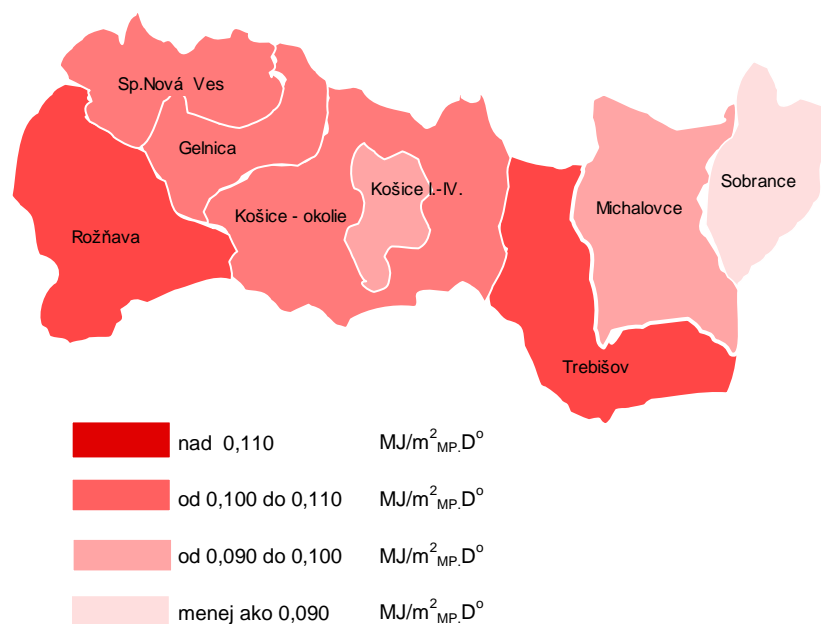 Sp.Nová Ves
Gelnica
Košice I.-IV.
Sobrance
Michalovce
Košice - okolie
Rožňava
Trebišov
nad 0,110 MJ/m²MP.Dº
od 0,100 do 0,110 MJ/m²MP.Dº
od 0,090 do 0,100 MJ/m²MP.Dº
menej ako 0,090 MJ/m²MP.Dº